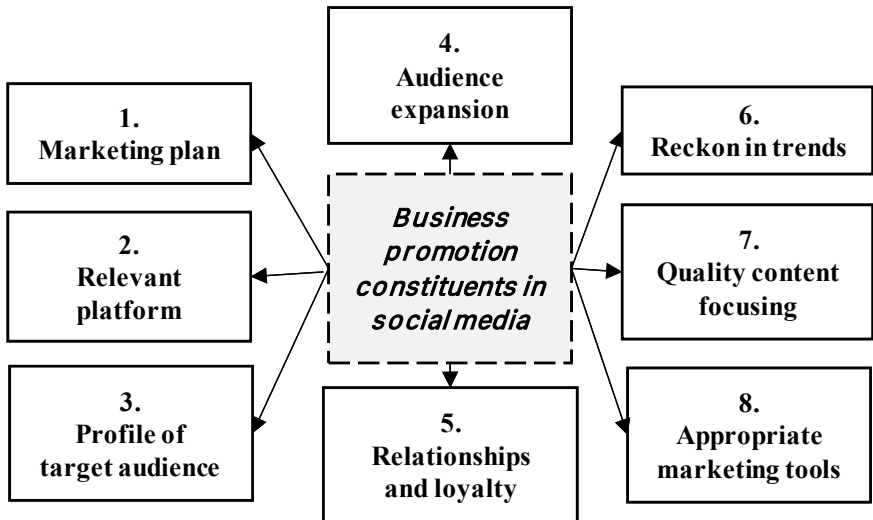 1.
Marketing plan
2.
Relevant
platform
3.
Profile of
target audience
4.
Audience
expansion
Business
promotion
constituents in
social media
5.
Relationships
and loyalty
6.
Reckon in trends
7.
Quality content
focusing
8.
Appropriate
marketing tools